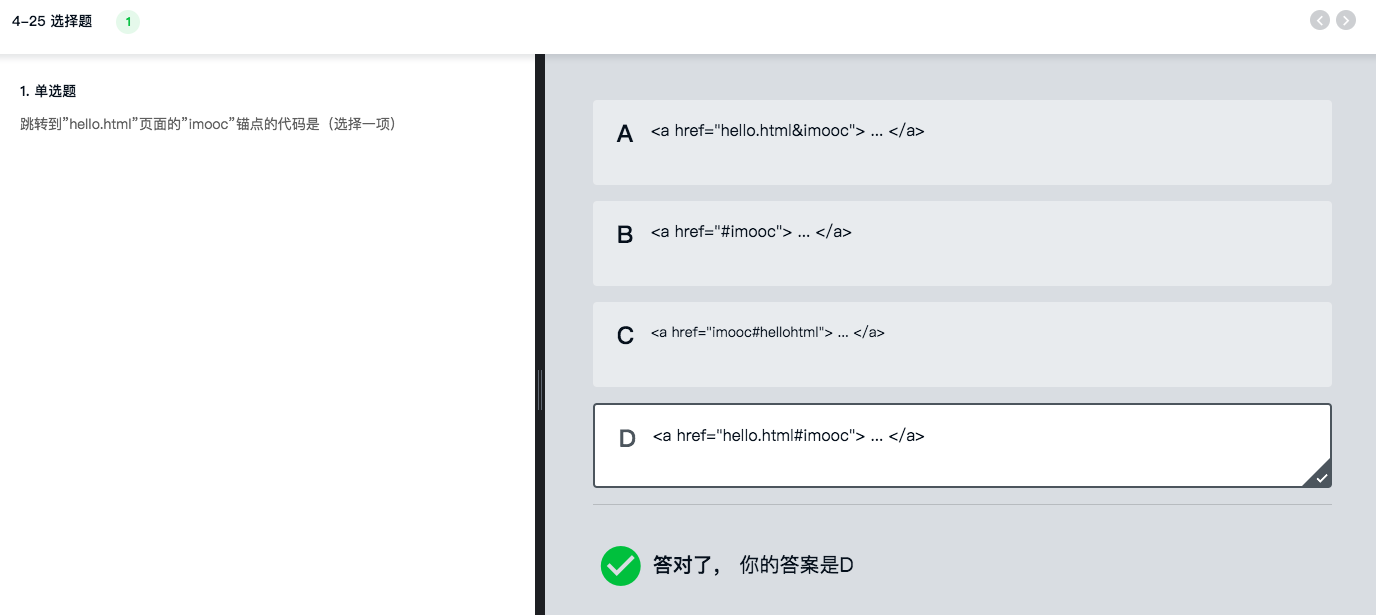 4-25 选择题
1
1. 单选题
跳转到”hello.html”页面的”imooc”锚点的代码是（选择一项）
A <a href="hello.html&imooc"> ... </a>
B <a href="#imooc"> ... </a>
C <a href="imooc#hellohtml"> ... </a>
D <a href="hello.html#imooc"> ... </a>
答对了， 你的答案是D